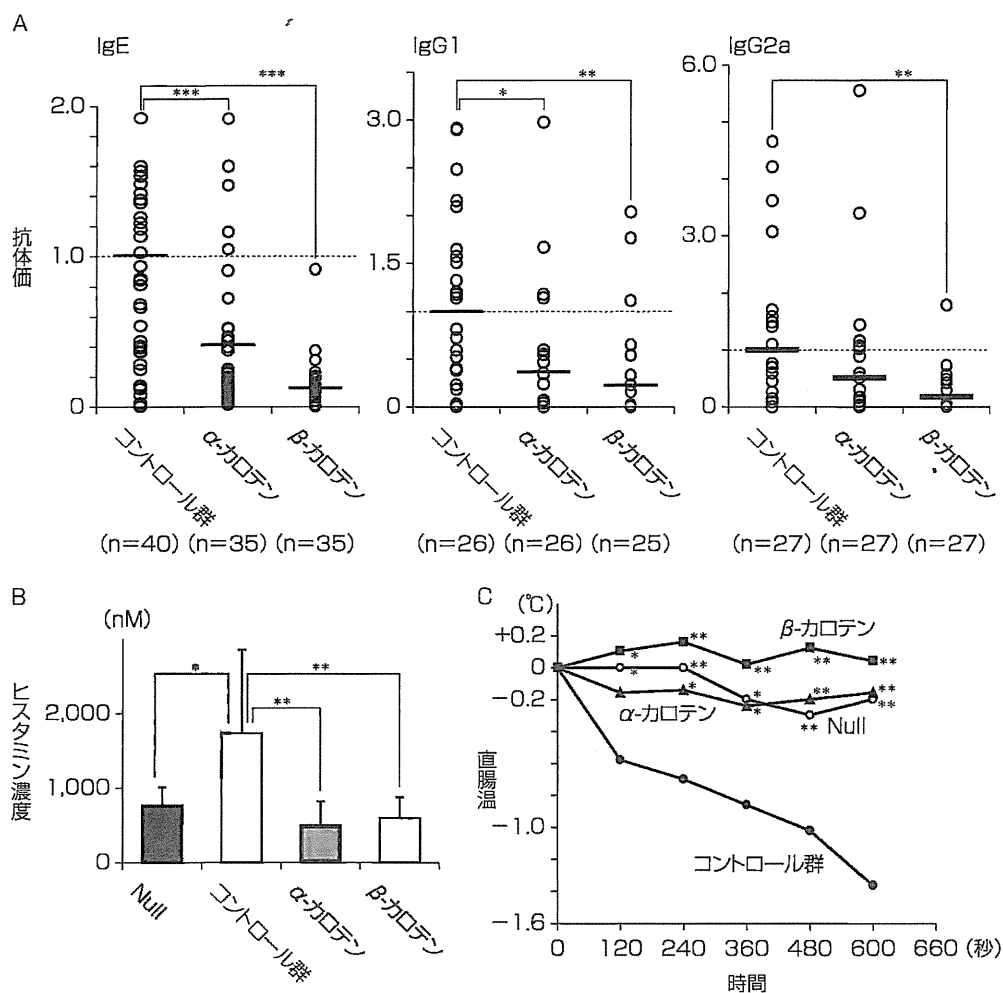 A
IgE
IgG1
IgG2a
抗体価
2.0
1.0
0
***
***
3.0
1.5
0
**
*
6.0
3.0
0
**
コントロール群
α-カロテン
β-カロテン
コントロール群
α-カロテン
β-カロテン
コントロール群
α-カロテン
β-カロテン
(n=40) (n=35) (n=35)
(n=26) (n=26) (n=25)
(n=27) (n=27) (n=27)
B
(nM)
ヒスタミン濃度
2,000
1,000
0
*
**
**
Null
コントロール群
α-カロテン
β-カロテン
C
(℃)
直腸温
+0.2
0
−0.2
−1.0
−1.6
β-カロテン
* ** ** ** **
* ** * ** **
* * ** **
α-カロテン
Null
コントロール群
0 120 240 360 480 600 660 (秒)
時間